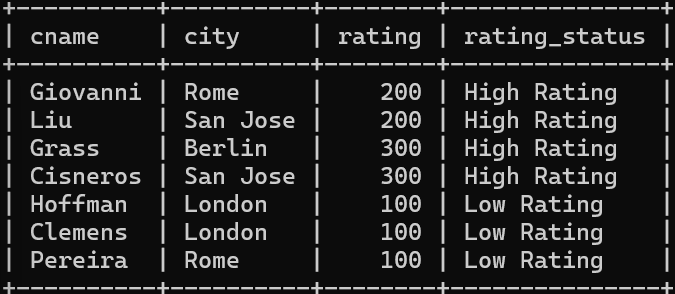 +----------+----------+--------+---------------+
| cname    | city     | rating | rating_status |
+----------+----------+--------+---------------+
| Giovanni | Rome     |    200 | High Rating   |
| Liu      | San Jose |    200 | High Rating   |
| Grass    | Berlin   |    300 | High Rating   |
| Cisneros | San Jose |    300 | High Rating   |
| Hoffman  | London   |    100 | Low Rating    |
| Clemens  | London   |    100 | Low Rating    |
| Pereira  | Rome     |    100 | Low Rating    |
+----------+----------+--------+---------------+